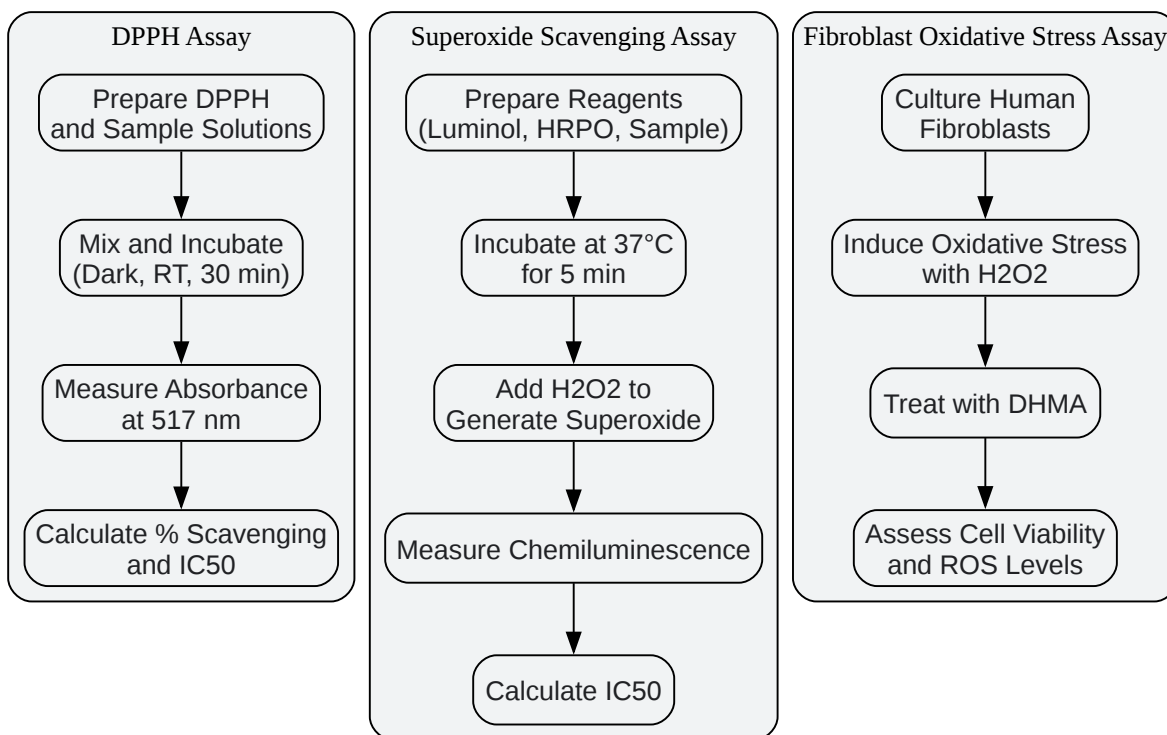 DPPH Assay
Prepare DPPH
and Sample Solutions
Mix and Incubate
(Dark, RT, 30 min)
Measure Absorbance
at 517 nm
Calculate % Scavenging
and IC50
Superoxide Scavenging Assay
Prepare Reagents
(Luminol, HRPO, Sample)
Incubate at 37°C
for 5 min
Add H2O2 to
Generate Superoxide
Measure Chemiluminescence
Calculate IC50
Fibroblast Oxidative Stress Assay
Culture Human
Fibroblasts
Induce Oxidative Stress
with H2O2
Treat with DHMA
Assess Cell Viability
and ROS Levels